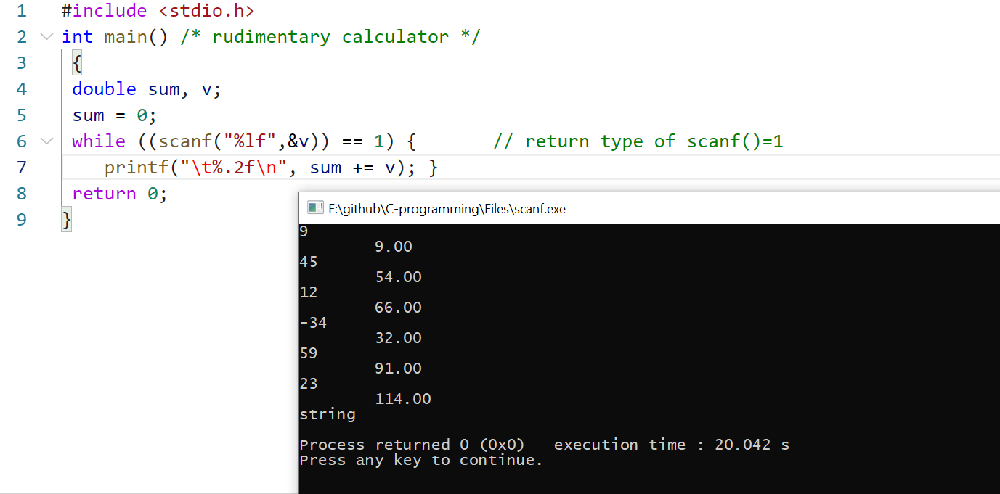 1 #include <stdio.h>
2 int main() /* rudimentary calculator */
3 {
4 double sum, v;
5 sum = 0;
6 while ((scanf("%lf",&v)) == 1) { // return type of scanf()=1
7 printf("\t%.2f\n", sum += v); }
8 return 0;
9 }
F:\github\C-programming\Files\scanf.exe
9
9.00
45
54.00
12
66.00
-34
32.00
59
91.00
23
114.00
string
Process returned 0 (0x0) execution time : 20.042 s
Press any key to continue.